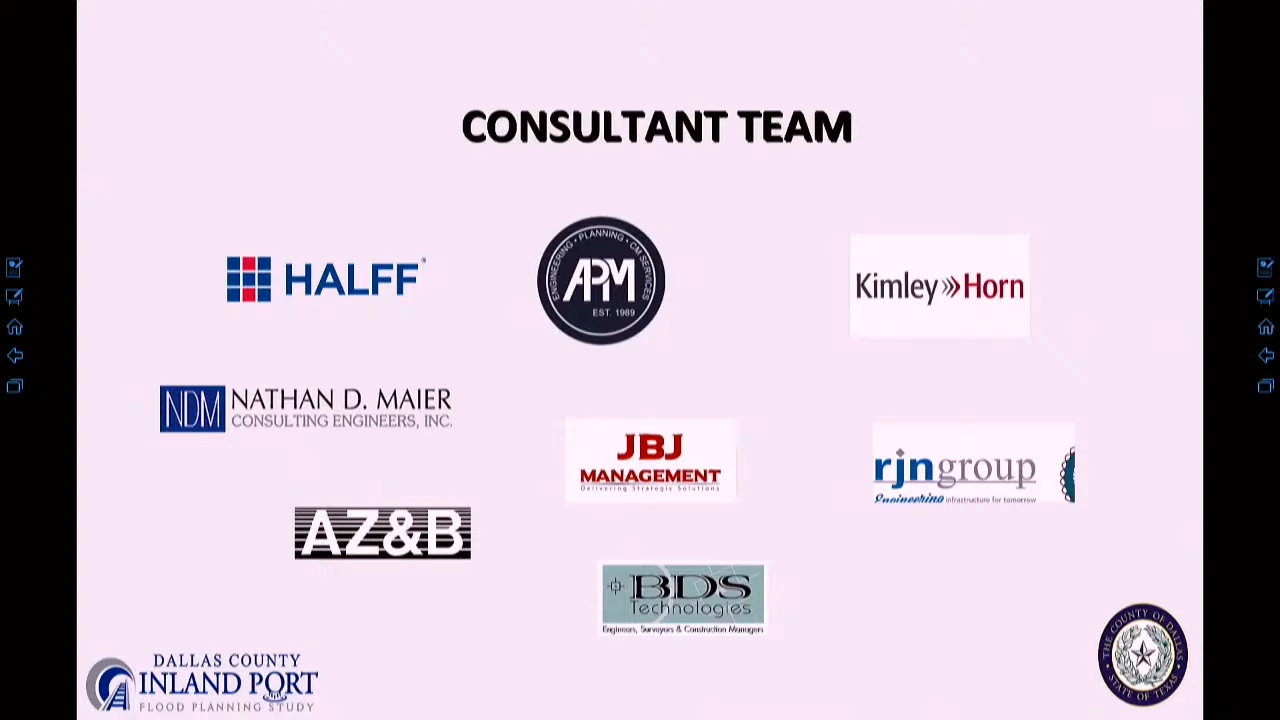 CONSULTANT TEAM
HALFF®
ENGINEERING • PLANNING • CM SERVICES
APM
EST. 1989
Kimley»Horn
NDM
NATHAN D. MAIER
CONSULTING ENGINEERS, INC.
JBJ
MANAGEMENT
Delivering Strategic Solutions
rjngroup
Engineering infrastructure for tomorrow
AZ&B
BDS
Technologies
Engineers, Surveyors & Construction Managers
DALLAS COUNTY
INLAND PORT
FLOOD PLANNING STUDY
THE COUNTY OF DALLAS
STATE OF TEXAS